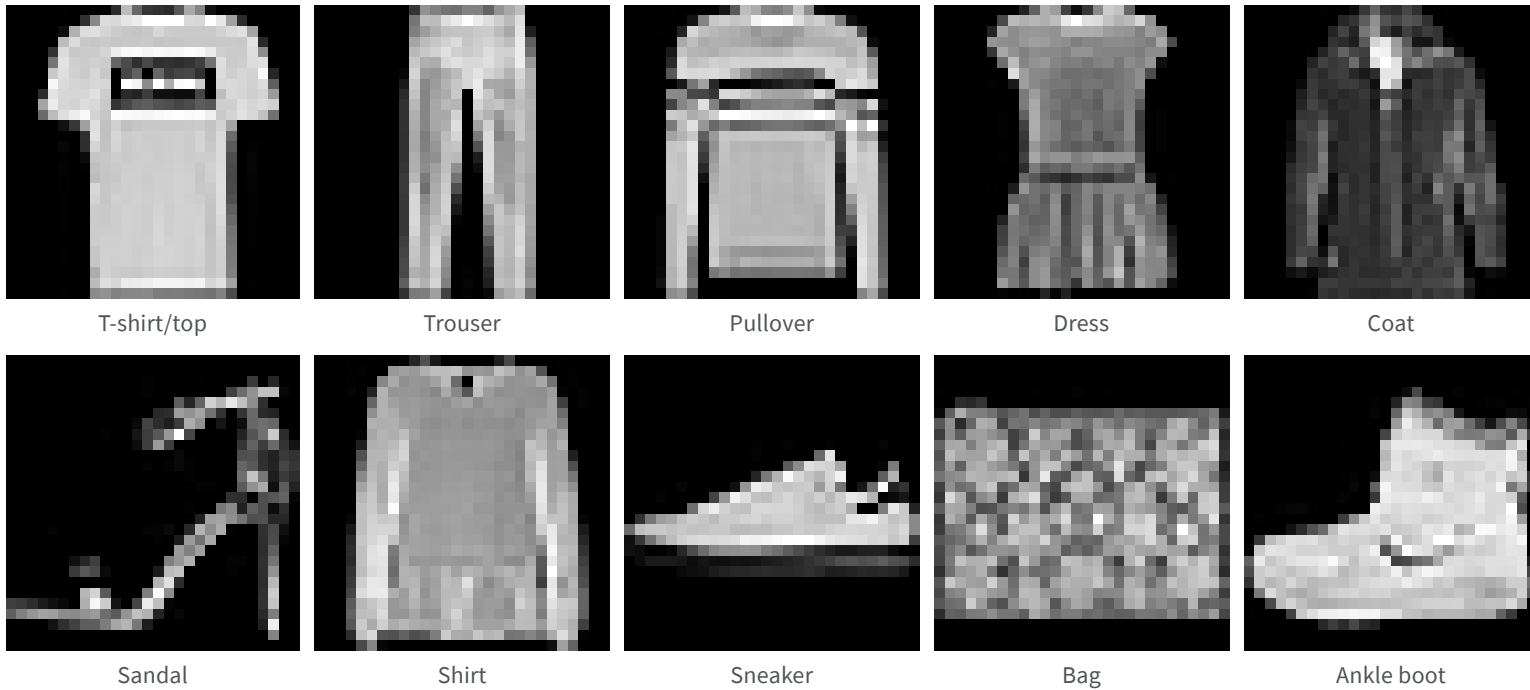 T-shirt/top
Trouser
Pullover
Dress
Coat
Sandal
Shirt
Sneaker
Bag
Ankle boot